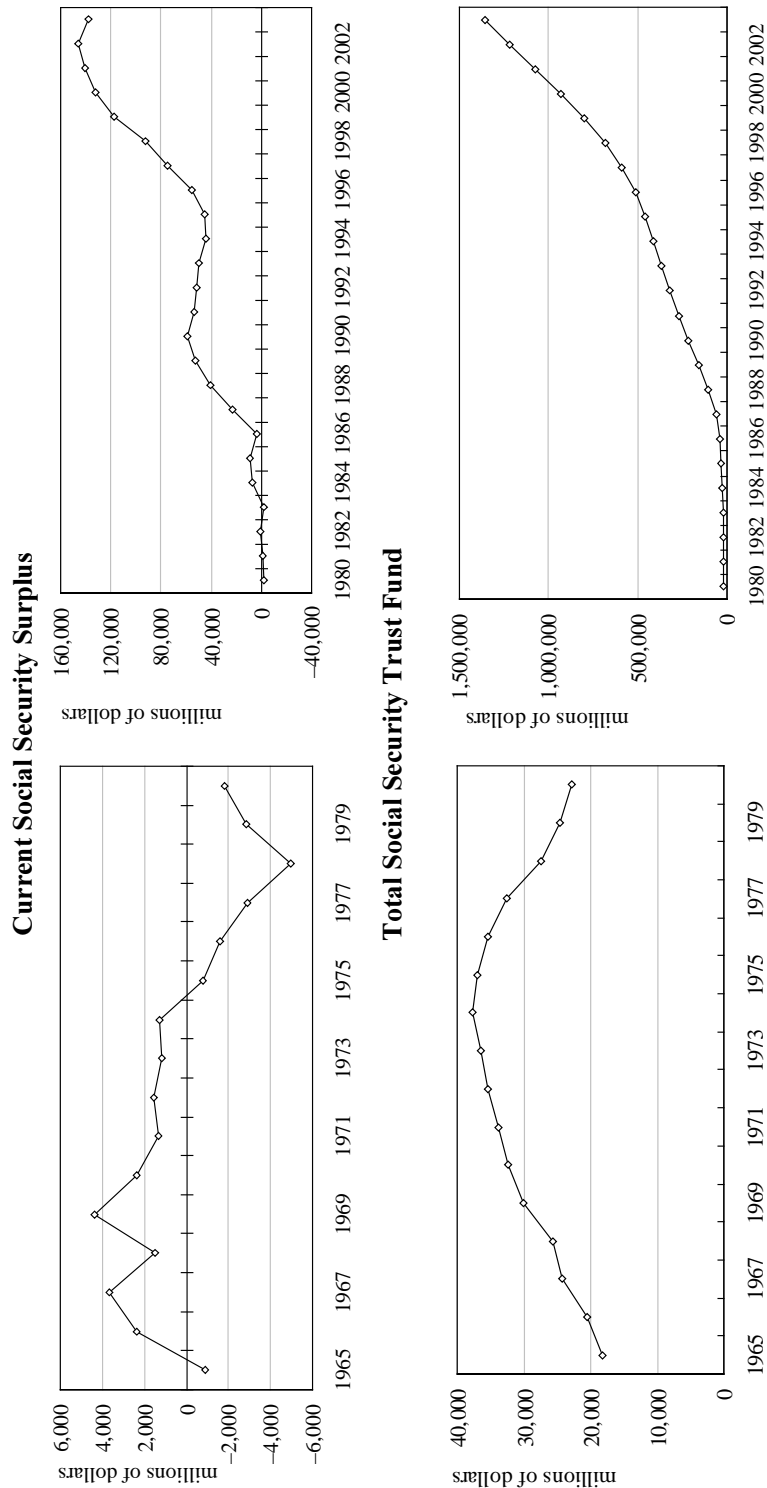 Current Social Security Surplus
millions of dollars
6,000
4,000
2,000
0
–2,000
–4,000
–6,000
1965 1967 1969 1971 1973 1975 1977 1979
millions of dollars
160,000
120,000
80,000
40,000
0
–40,000
1980 1982 1984 1986 1988 1990 1992 1994 1996 1998 2000 2002
Total Social Security Trust Fund
millions of dollars
40,000
30,000
20,000
10,000
0
1965 1967 1969 1971 1973 1975 1977 1979
millions of dollars
1,500,000
1,000,000
500,000
0
1980 1982 1984 1986 1988 1990 1992 1994 1996 1998 2000 2002